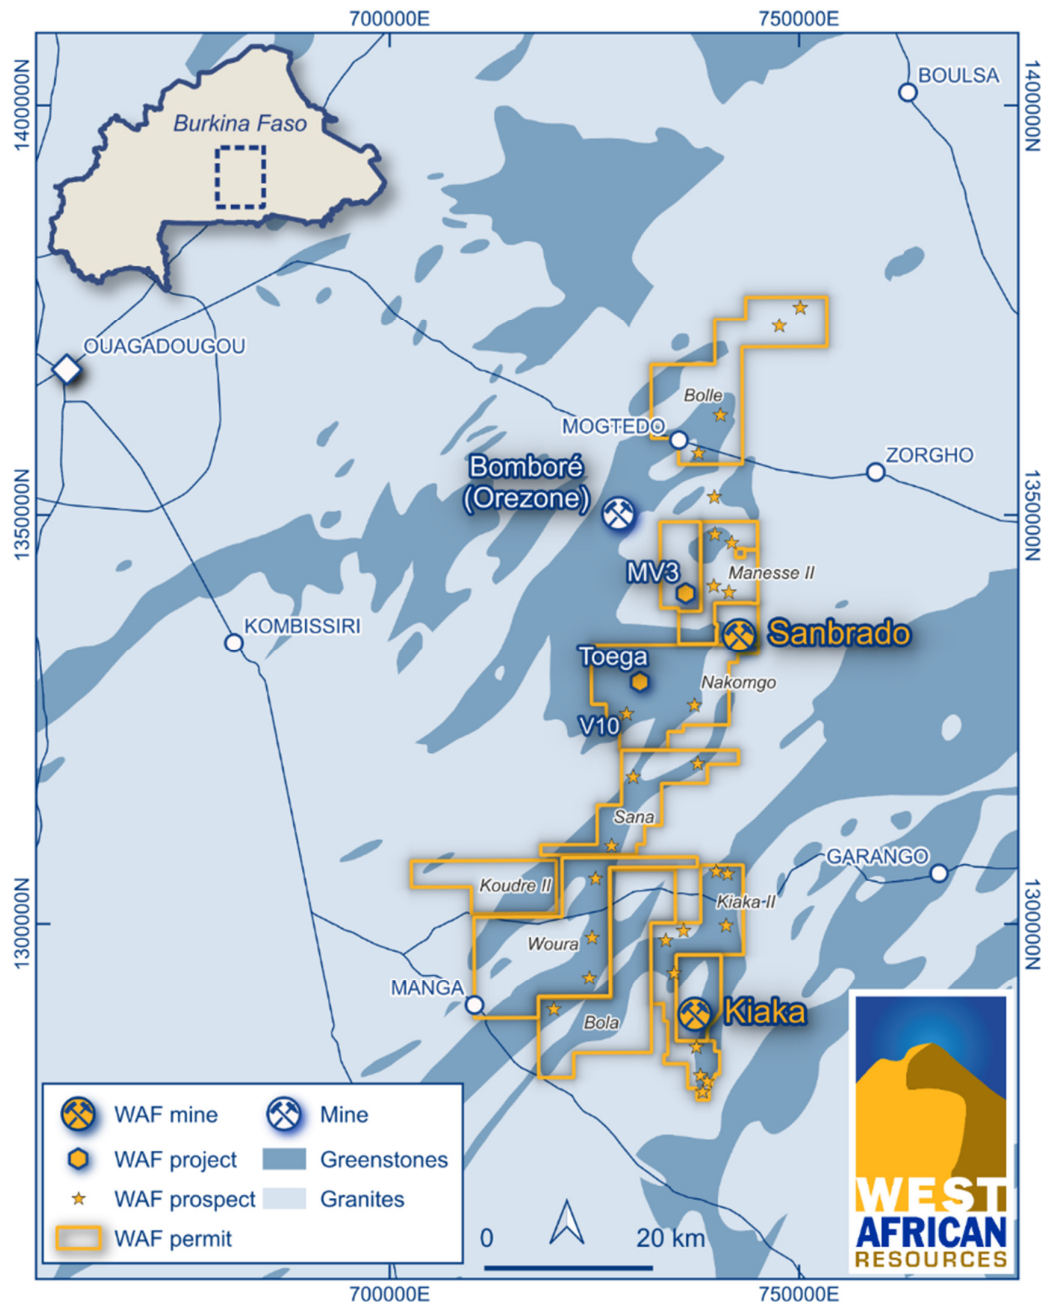 700000E
750000E
1400000N
1400000N
BOULSA
Burkina Faso
OUAGADOUGOU
Bolle
MOGTEDO
ZORGHO
Bomboré
(Orezone)
1350000N
1350000N
MV3
Manesse II
KOMBISSIRI
Sanbrado
Toega
Nakomgo
V10
Sana
GARANGO
Koudre II
Kiaka-II
1300000N
1300000N
Woura
MANGA
Bola
Kiaka
WAF mine
Mine
WAF project
Greenstones
WAF prospect
Granites
WAF permit
0
20 km
WEST
AFRICAN
RESOURCES
700000E
750000E